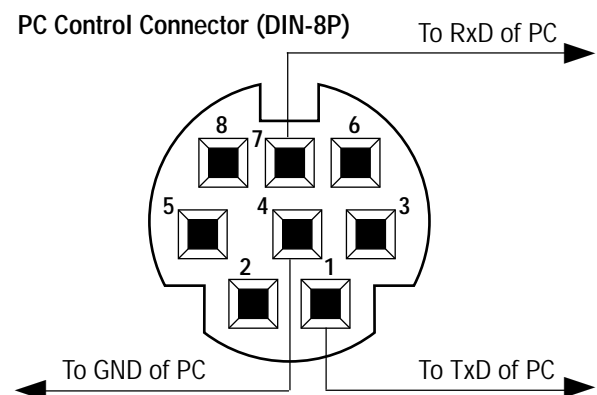 PC Control Connector (DIN-8P)
To RxD of PC
8 7 6
5 4 3
2 1
To GND of PC
To TxD of PC